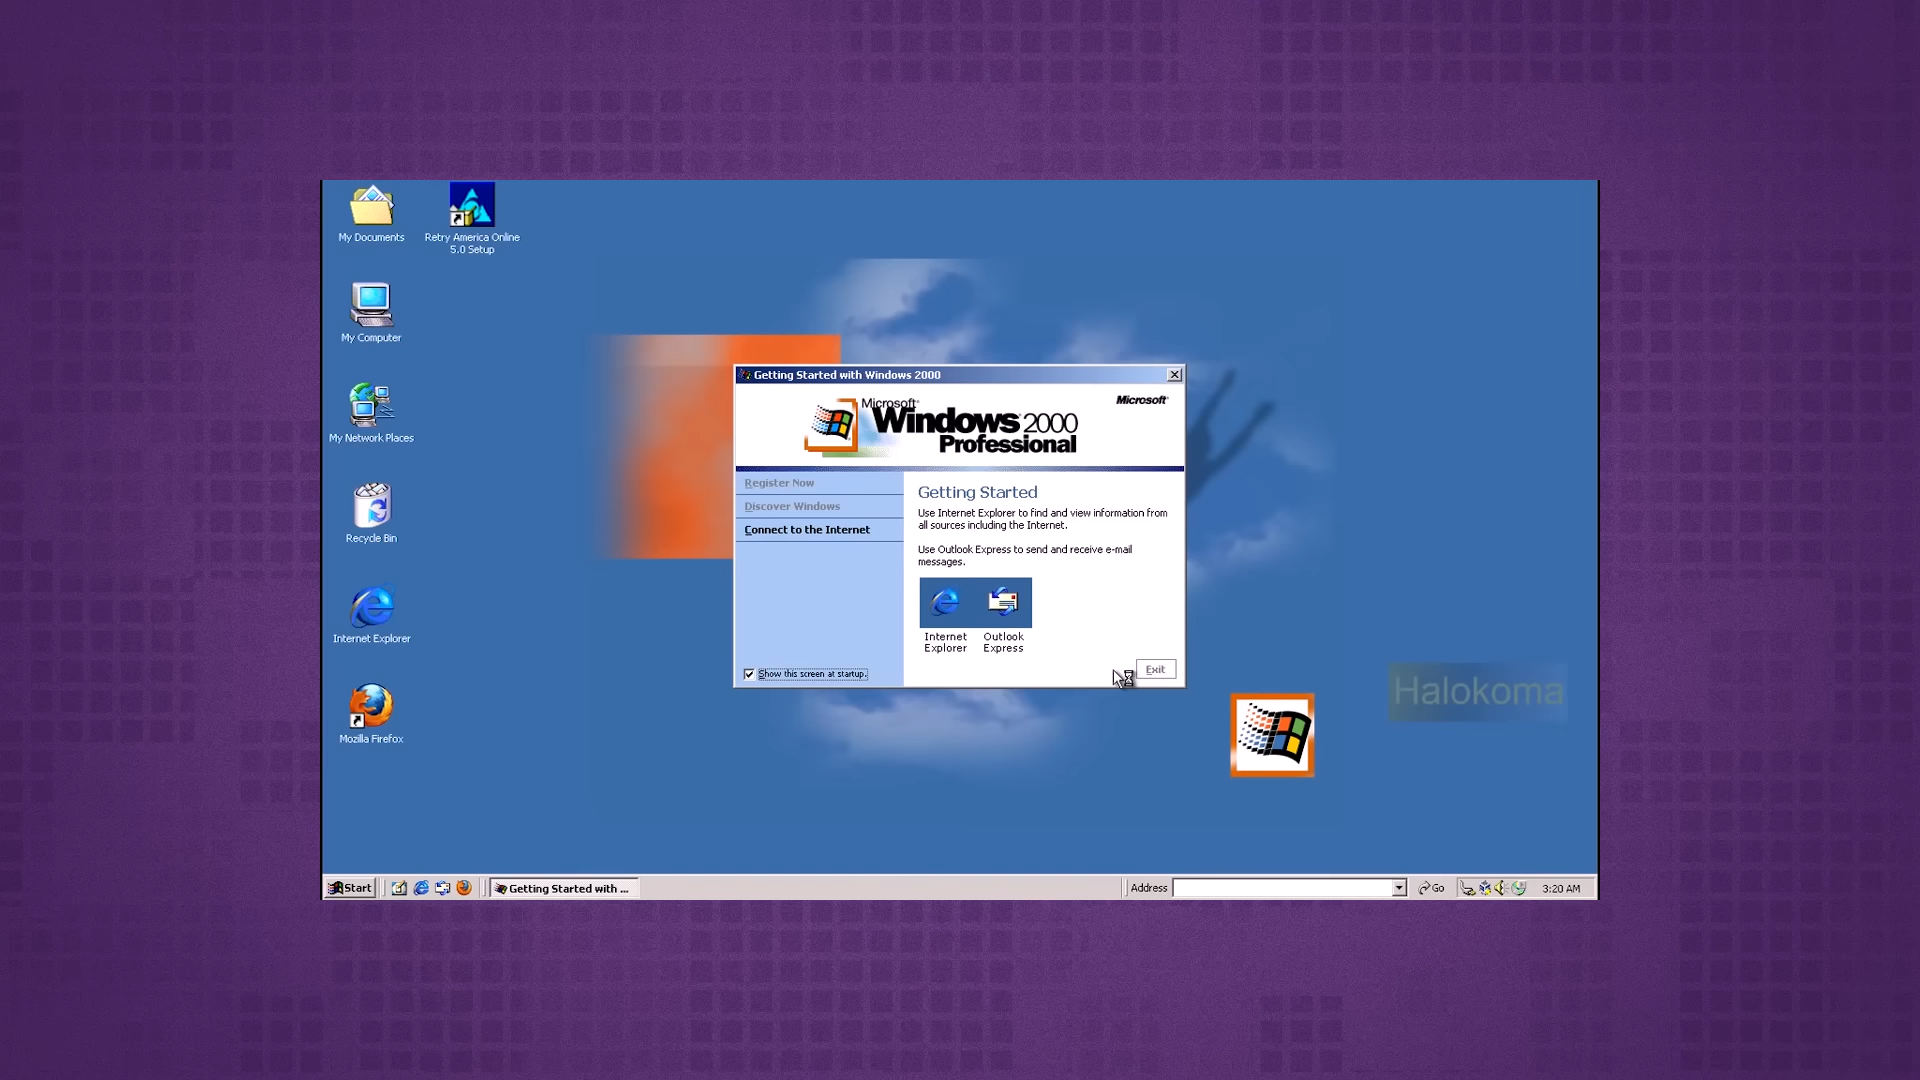 My Documents
Retry America Online
5.0 Setup
My Computer
My Network Places
Recycle Bin
Internet Explorer
Mozilla Firefox
Getting Started with Windows 2000
Microsoft
Microsoft
Windows 2000
Professional
Register Now
Discover Windows
Connect to the Internet
Getting Started
Use Internet Explorer to find and view information from
all sources including the Internet.
Use Outlook Express to send and receive e-mail
messages.
Internet
Explorer
Outlook
Express
Show this screen at startup.
Exit
Halokoma
Start
Getting Started with ...
Address
Go
3:20 AM